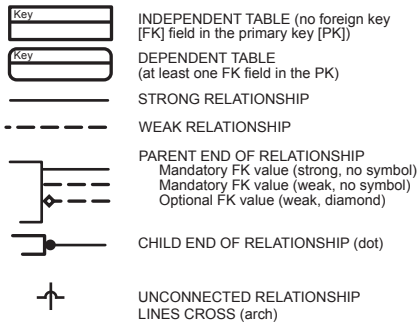 Key
INDEPENDENT TABLE (no foreign key
[FK] field in the primary key [PK])
Key
DEPENDENT TABLE
(at least one FK field in the PK)
STRONG RELATIONSHIP
WEAK RELATIONSHIP
PARENT END OF RELATIONSHIP
Mandatory FK value (strong, no symbol)
Mandatory FK value (weak, no symbol)
Optional FK value (weak, diamond)
CHILD END OF RELATIONSHIP (dot)
UNCONNECTED RELATIONSHIP
LINES CROSS (arch)